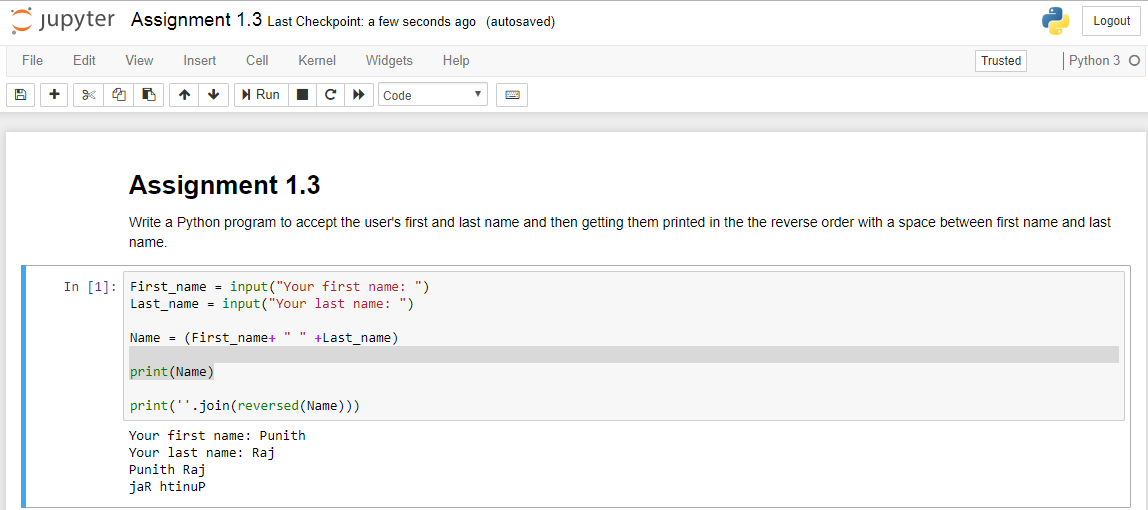 jupyter Assignment 1.3 Last Checkpoint: a few seconds ago (autosaved) Logout
File Edit View Insert Cell Kernel Widgets Help Trusted Python 3
Run Code
Assignment 1.3
Write a Python program to accept the user's first and last name and then getting them printed in the the reverse order with a space between first name and last
name.
In [1]: First_name = input("Your first name: ")
Last_name = input("Your last name: ")
Name = (First_name+ " " +Last_name)
print(Name)
print(''.join(reversed(Name)))
Your first name: Punith
Your last name: Raj
Punith Raj
jaR htinuP